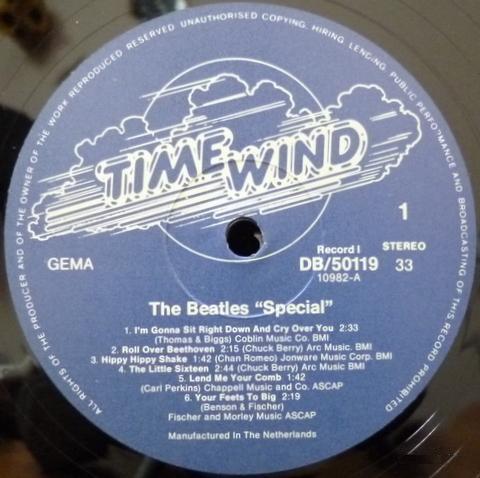 ALL RIGHTS OF THE PRODUCER AND OF THE OWNER OF THE WORK REPRODUCED RESERVED UNAUTHORISED COPYING, HIRING, LENDING, PUBLIC PERFORMANCE AND BROADCASTING OF THIS RECORD PROHIBITED
TIME WIND
1
GEMA
Record I
STEREO
DB/50119
33
10982-A
The Beatles “Special”
1. I'm Gonna Sit Right Down And Cry Over You 2:33
(Thomas & Biggs) Coblin Music Co. BMI
2. Roll Over Beethoven 2:15 (Chuck Berry) Arc Music. BMI
3. Hippy Hippy Shake 1:42 (Chan Romeo) Jonware Music Corp. BMI
4. The Little Sixteen 2:44 (Chuck Berry) Arc Music BMI
5. Lend Me Your Comb 1:42
(Carl Perkins) Chappell Music and Co. ASCAP
6. Your Feets To Big 2:19
(Benson & Fischer)
Fischer and Morley Music ASCAP
Manufactured In The Netherlands